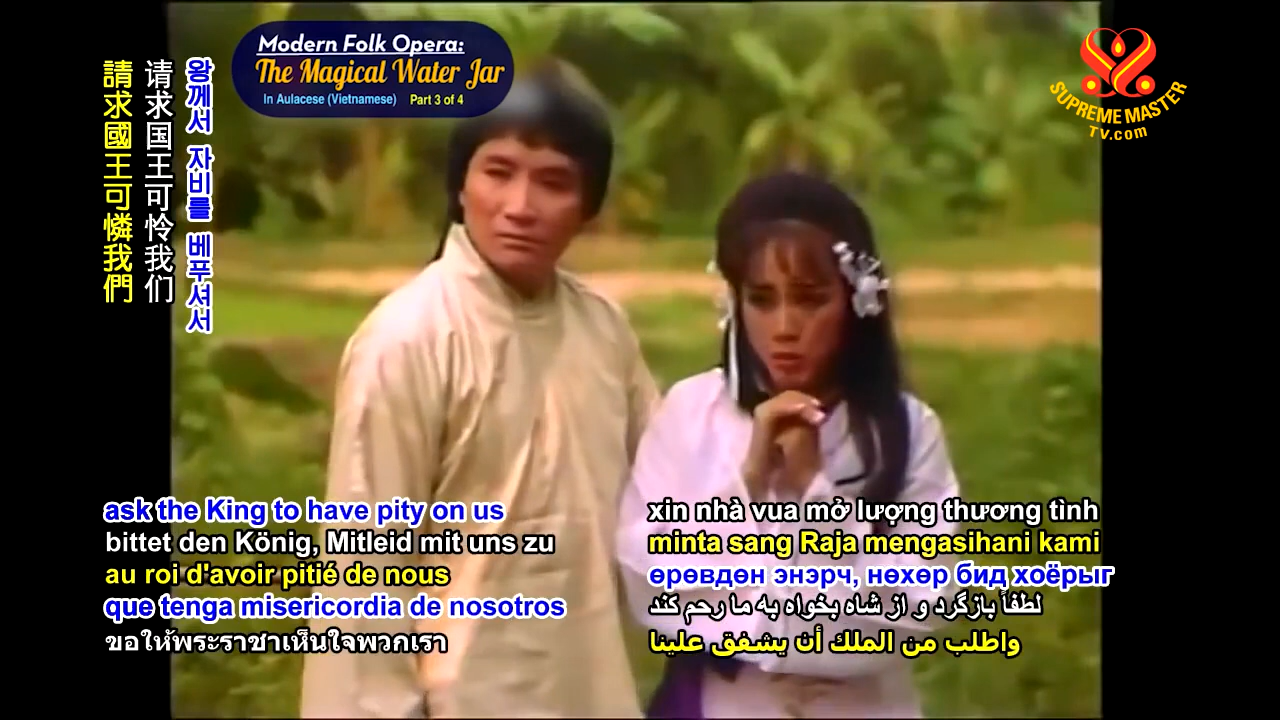 Modern Folk Opera:
The Magical Water Jar
In Aulacese (Vietnamese) Part 3 of 4
SUPREME MASTER
TV.com
請求國王可憐我們
请求国王可怜我们
왕께서 자비를 베푸셔서
ask the King to have pity on us
bittet den König, Mitleid mit uns zu
au roi d'avoir pitié de nous
que tenga misericordia de nosotros
ขอให้พระราชาเห็นใจพวกเรา
xin nhà vua mở lượng thương tình
minta sang Raja mengasihani kami
өрөвдөн энэрч, нөхөр бид хоёрыг
لطفاً بازگرد و از شاه بخواه به ما رحم کند
واطلب من الملك أن يشفق علينا